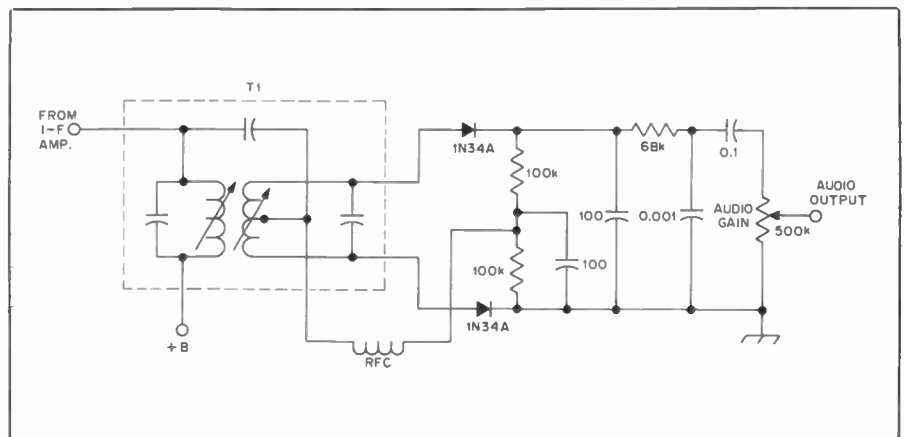 T1
FROM
I-F
AMP.
+B
RFC
1N34A
1N34A
100k
100k
100
100
68k
0.001
0.1
AUDIO
GAIN
500k
AUDIO
OUTPUT